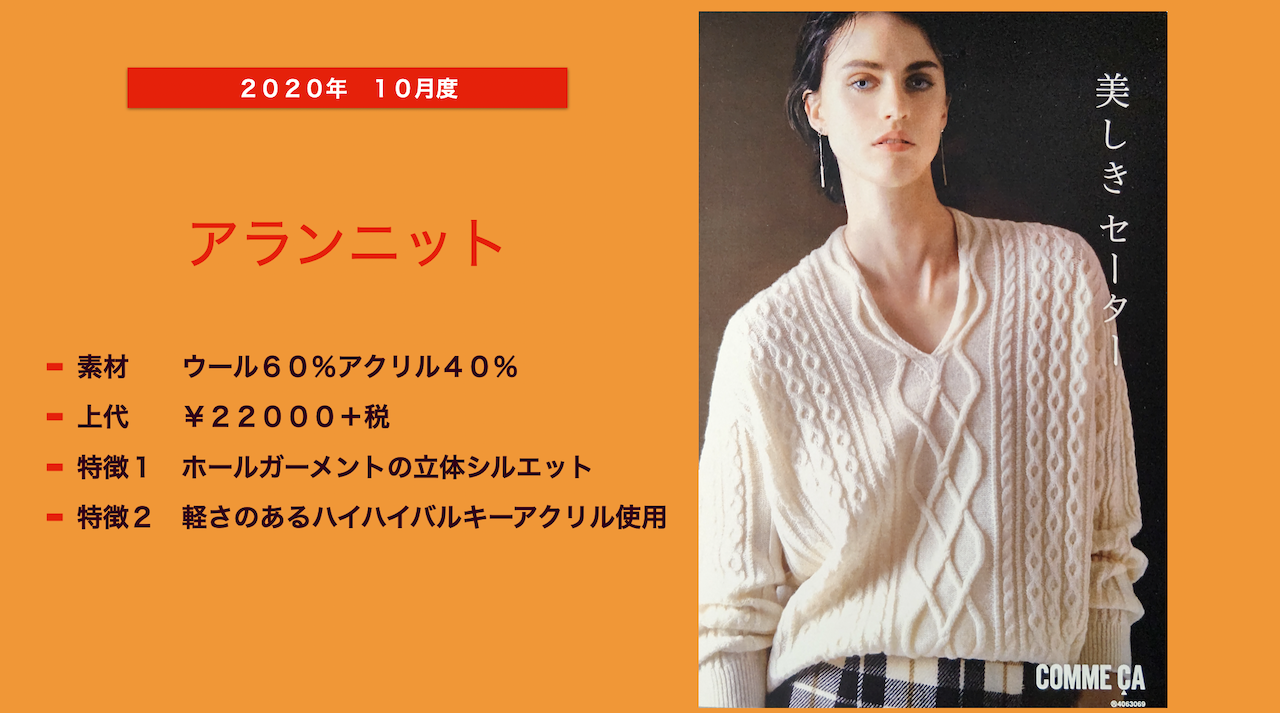 ２０２０年　１０月度
アランニット
素材　　ウール６０％アクリル４０％
上代　　￥２２０００＋税
特徴１　ホールガーメントの立体シルエット
特徴２　軽さのあるハイハイバルキーアクリル使用
美しき セーター
COMME ÇA
Ⓦ4063069